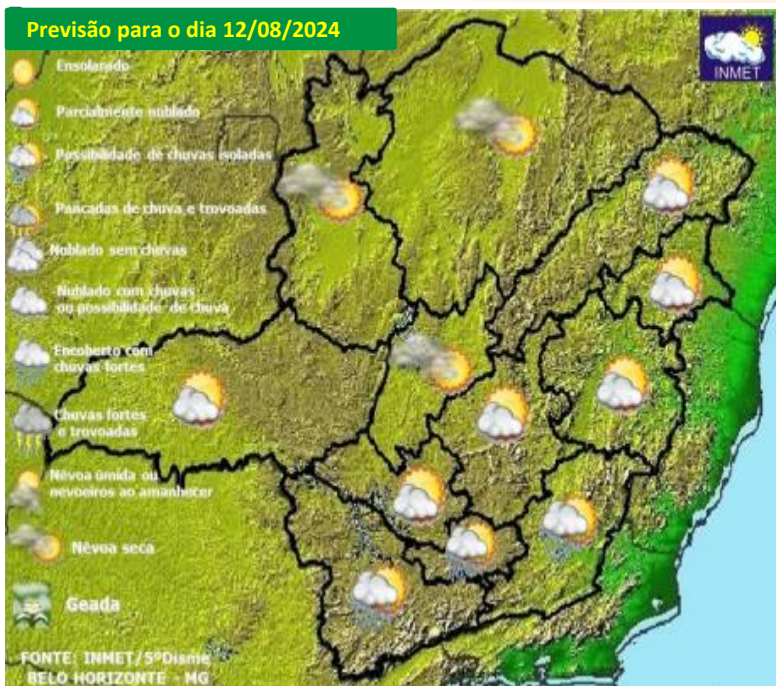 Previsão para o dia 12/08/2024
INMET
Ensolarado
Parcialmente nublado
Possibilidade de chuvas isoladas
Pancadas de chuva e trovoadas
Nublado sem chuvas
Nublado com chuvas
ou possibilidade de chuva
Encoberto com
chuvas fortes
Chuvas fortes
e trovoadas
Névoa úmida ou
nevoeiros ao amanhecer
Névoa seca
Geada
FONTE: INMET/5ºDisme
BELO HORIZONTE - MG